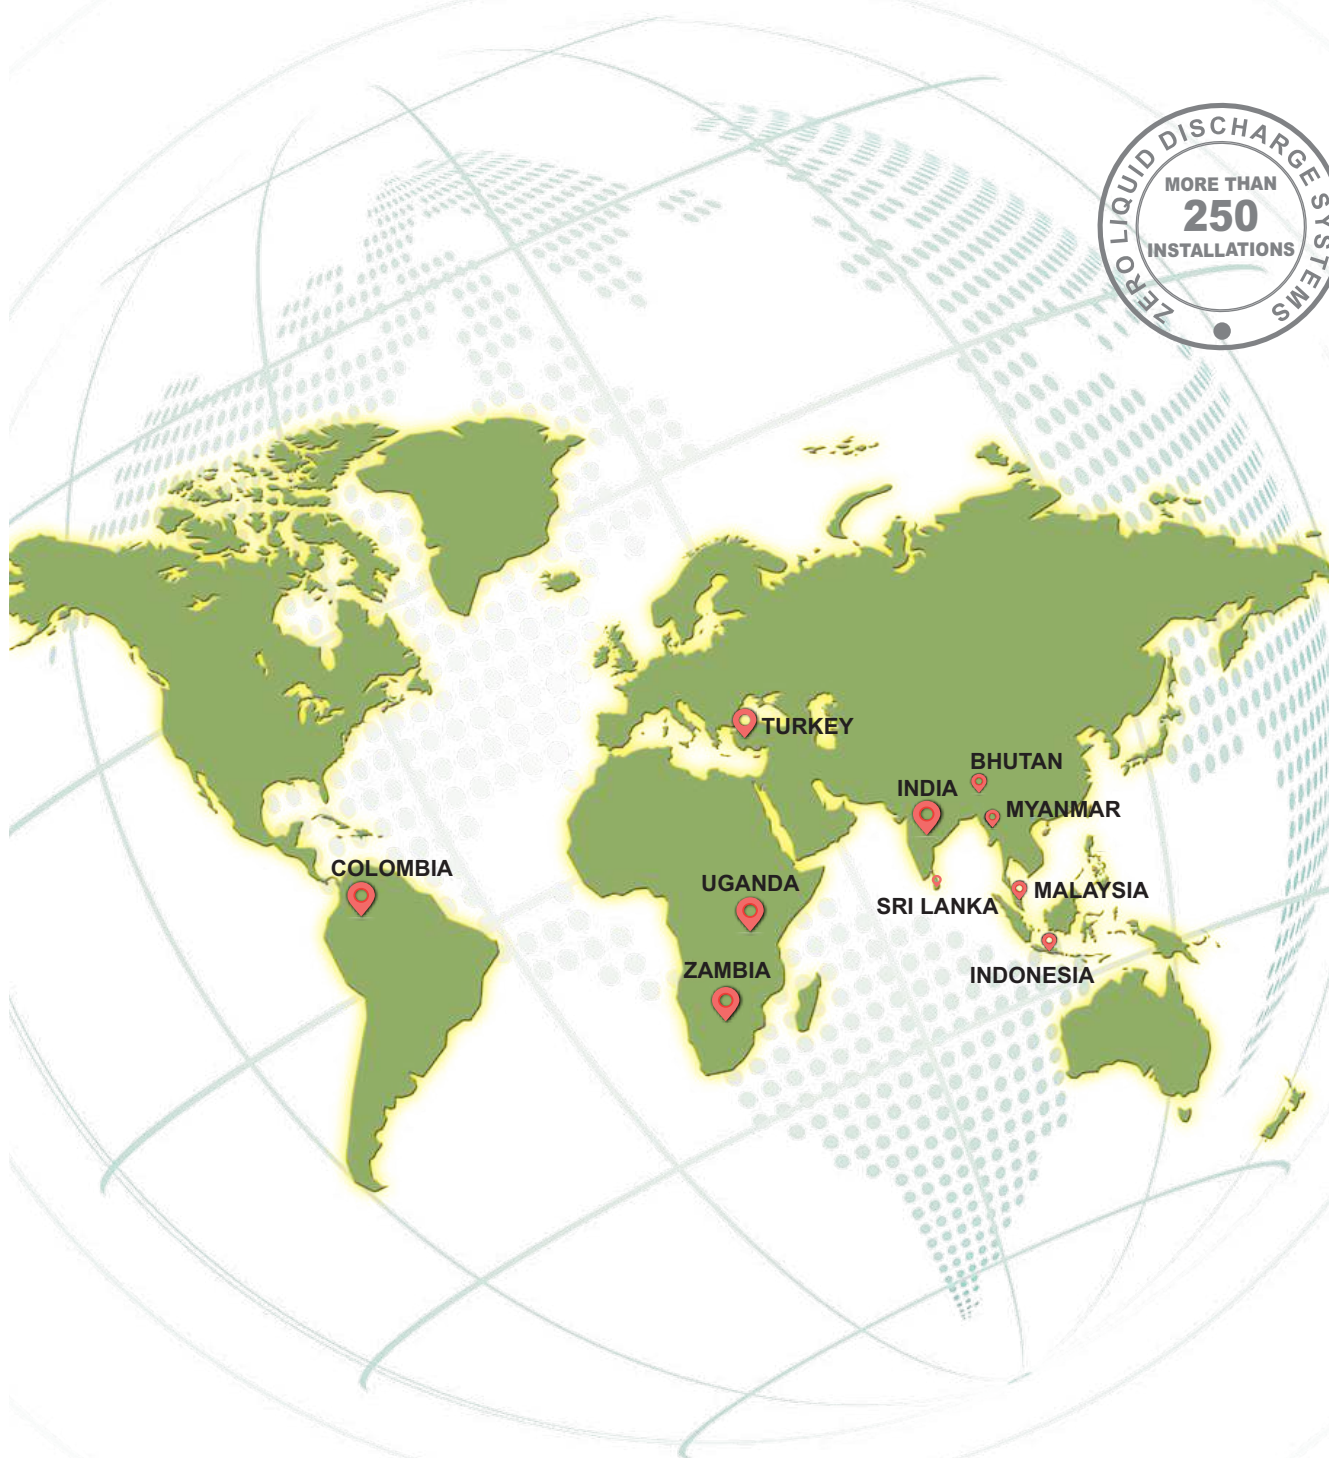 ZERO LIQUID DISCHARGE SYSTEMS
MORE THAN
250
INSTALLATIONS
TURKEY
BHUTAN
INDIA
MYANMAR
COLOMBIA
UGANDA
MALAYSIA
SRI LANKA
ZAMBIA
INDONESIA